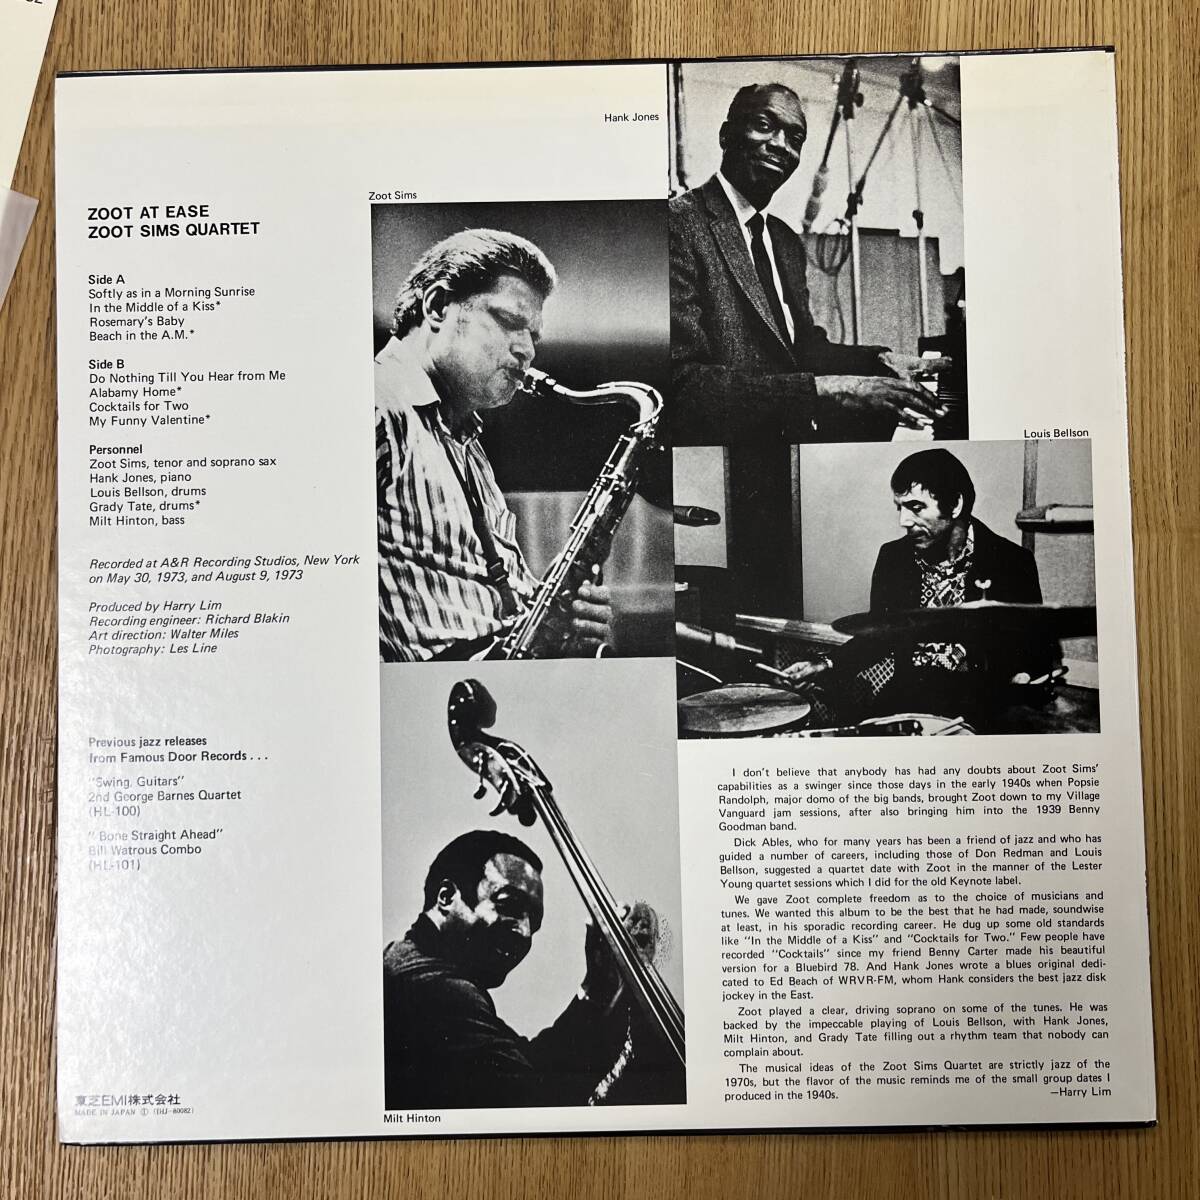 Hank Jones
Zoot Sims
ZOOT AT EASE
ZOOT SIMS QUARTET
Side A
Softly as in a Morning Sunrise
In the Middle of a Kiss*
Rosemary's Baby
Beach in the A.M.*
Side B
Do Nothing Till You Hear from Me
Alabamy Home*
Cocktails for Two
My Funny Valentine*
Personnel
Zoot Sims, tenor and soprano sax
Hank Jones, piano
Louis Bellson, drums
Grady Tate, drums*
Milt Hinton, bass
Recorded at A&R Recording Studios, New York
on May 30, 1973, and August 9, 1973
Produced by Harry Lim
Recording engineer: Richard Blakin
Art direction: Walter Miles
Photography: Les Line
Previous jazz releases
from Famous Door Records . . .
"Swing, Guitars"
2nd George Barnes Quartet
(HL-100)
" Bone Straight Ahead"
Bill Watrous Combo
(HL-101)
東芝EMI株式会社
MADE IN JAPAN ① (IHJ-80082)
Louis Bellson
Milt Hinton
I don't believe that anybody has had any doubts about Zoot Sims'
capabilities as a swinger since those days in the early 1940s when Popsie
Randolph, major domo of the big bands, brought Zoot down to my Village
Vanguard jam sessions, after also bringing him into the 1939 Benny
Goodman band.
Dick Ables, who for many years has been a friend of jazz and who has
guided a number of careers, including those of Don Redman and Louis
Bellson, suggested a quartet date with Zoot in the manner of the Lester
Young quartet sessions which I did for the old Keynote label.
We gave Zoot complete freedom as to the choice of musicians and
tunes. We wanted this album to be the best that he had made, soundwise
at least, in his sporadic recording career. He dug up some old standards
like "In the Middle of a Kiss" and "Cocktails for Two." Few people have
recorded "Cocktails" since my friend Benny Carter made his beautiful
version for a Bluebird 78. And Hank Jones wrote a blues original dedi-
cated to Ed Beach of WRVR-FM, whom Hank considers the best jazz disk
jockey in the East.
Zoot played a clear, driving soprano on some of the tunes. He was
backed by the impeccable playing of Louis Bellson, with Hank Jones,
Milt Hinton, and Grady Tate filling out a rhythm team that nobody can
complain about.
The musical ideas of the Zoot Sims Quartet are strictly jazz of the
1970s, but the flavor of the music reminds me of the small group dates I
produced in the 1940s.
—Harry Lim